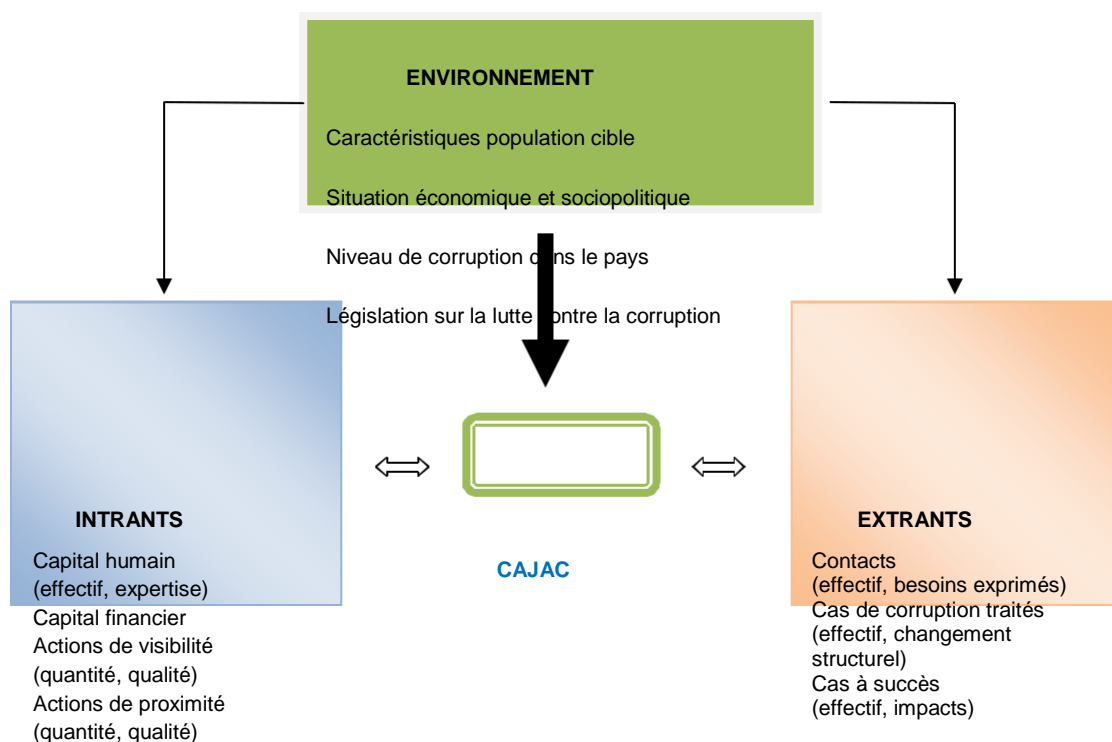 ENVIRONNEMENT
Caractéristiques population cible
Situation économique et sociopolitique
Niveau de corruption dans le pays
Législation sur la lutte contre la corruption
INTRANTS
Capital humain
(effectif, expertise)
Capital financier
Actions de visibilité
(quantité, qualité)
Actions de proximité
(quantité, qualité)
CAJAC
EXTRANTS
Contacts
(effectif, besoins exprimés)
Cas de corruption traités
(effectif, changement
structurel)
Cas à succès
(effectif, impacts)